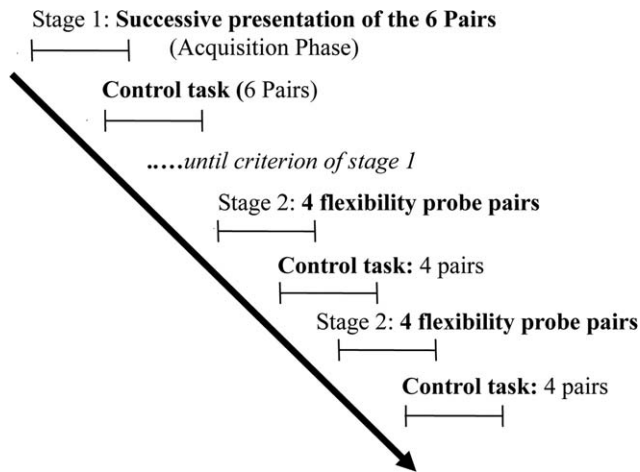 Stage 1: Successive presentation of the 6 Pairs
(Acquisition Phase)
Control task (6 Pairs)
.....until criterion of stage 1
Stage 2: 4 flexibility probe pairs
Control task: 4 pairs
Stage 2: 4 flexibility probe pairs
Control task: 4 pairs